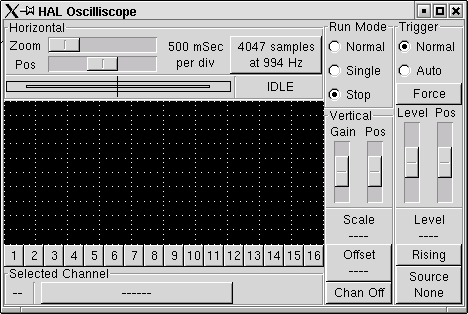 HAL Oscilliscope
Horizontal
Zoom
Pos
500 mSec
per div
4047 samples
at 994 Hz
IDLE
Run Mode
Normal
Single
Stop
Trigger
Normal
Auto
Force
Vertical
Gain Pos
Level Pos
Scale
----
Level
----
1 2 3 4 5 6 7 8 9 10 11 12 13 14 15 16
Offset
----
Rising
Selected Channel
-- ------
Chan Off
Source
None